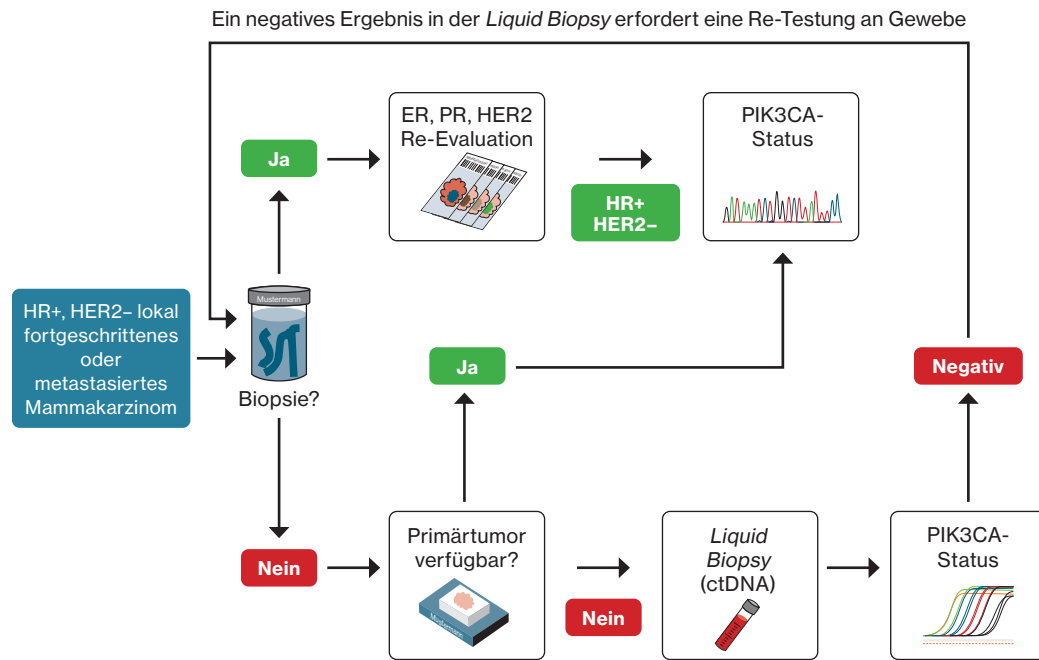 Ein negatives Ergebnis in der Liquid Biopsy erfordert eine Re-Testung an Gewebe
Ja
ER, PR, HER2
Re-Evaluation
HR+
HER2–
PIK3CA-
Status
HR+, HER2– lokal
fortgeschrittenes
oder
metastasiertes
Mammakarzinom
Mustermann
Biopsie?
Ja
Negativ
Nein
Primärtumor
verfügbar?
Mustermann
Nein
Liquid
Biopsy
(ctDNA)
PIK3CA-
Status